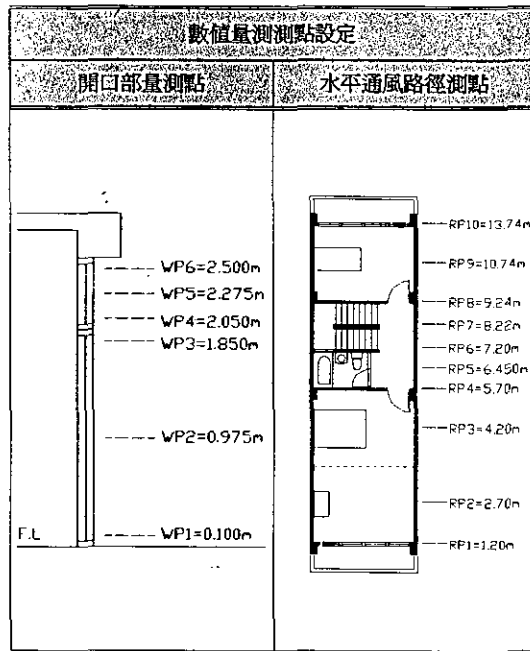 數值量測測點設定
開口部量測點
水平通風路徑測點
WP6=2.500m
WP5=2.275m
WP4=2.050m
WP3=1.850m
WP2=0.975m
F.L
WP1=0.100m
RP10=13.74m
RP9=10.74m
RP8=9.24m
RP7=8.22m
RP6=7.20m
RP5=6.450m
RP4=5.70m
RP3=4.20m
RP2=2.70m
RP1=1.20m